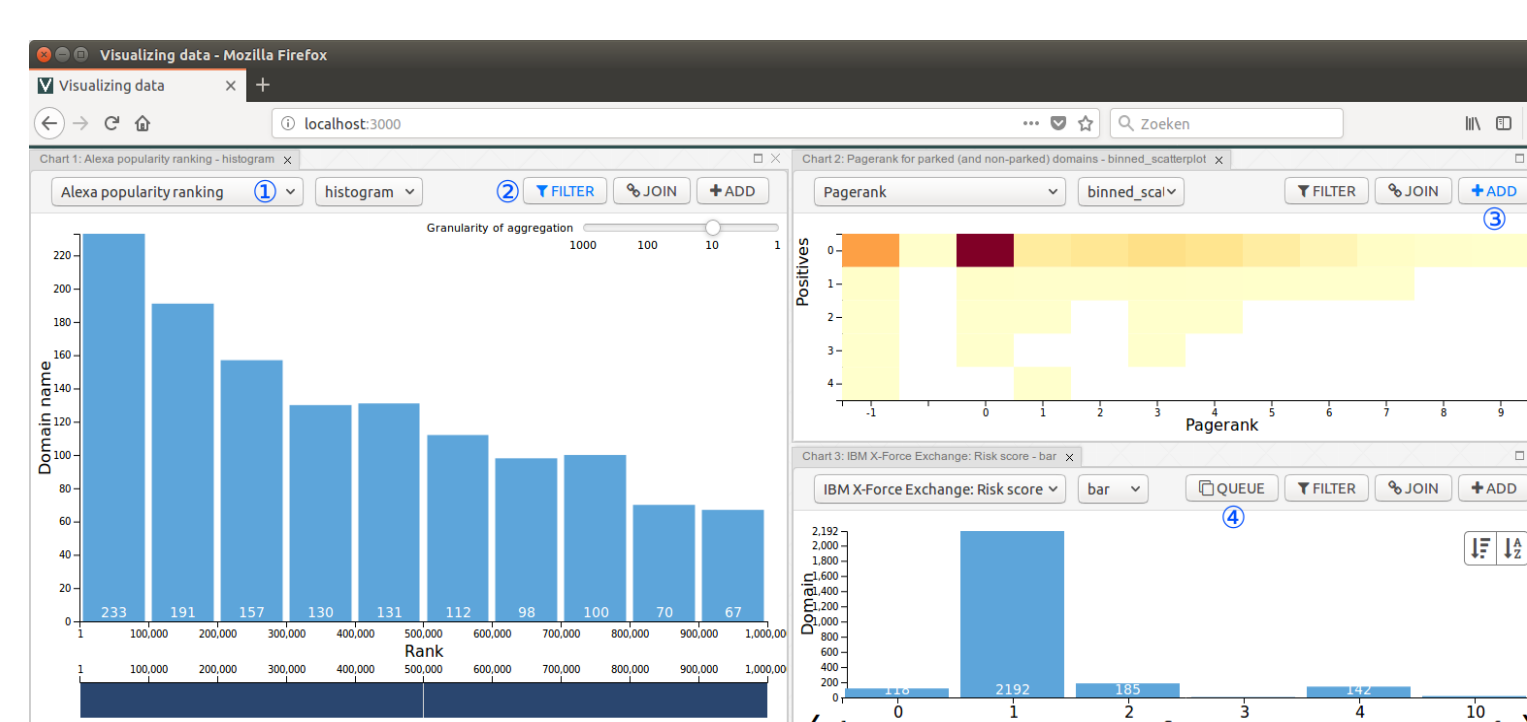 Visualizing data - Mozilla Firefox
Visualizing data
localhost:3000
Zoeken
Chart 1: Alexa popularity ranking - histogram
Alexa popularity ranking ① histogram ② FILTER JOIN ADD
Granularity of aggregation
1000 100 10 1
220
200
180
160
140
120
100
80
60
40
20
0
Domain name
233 191 157 130 131 112 98 100 70 67
1 100,000 200,000 300,000 400,000 500,000 600,000 700,000 800,000 900,000 1,000,00
Rank
1 100,000 200,000 300,000 400,000 500,000 600,000 700,000 800,000 900,000 1,000,00
Chart 2: Pagerank for parked (and non-parked) domains - binned_scatterplot
Pagerank binned_scal FILTER JOIN ADD
③
Positives
0
1
2
3
4
-1 0 1 2 3 4 5 6 7 8 9
Pagerank
Chart 3: IBM X-Force Exchange: Risk score - bar
IBM X-Force Exchange: Risk score bar QUEUE FILTER JOIN ADD
④
2,192
2,000
1,800
1,600
1,400
1,200
1,000
800
600
400
200
0
Domain
A
Z
118 2192 185 142
0 1 2 3 4 10